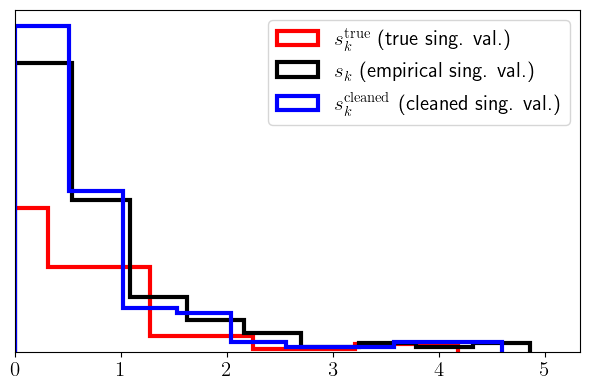 s_k^true (true sing. val.)
s_k (empirical sing. val.)
s_k^cleaned (cleaned sing. val.)
0 1 2 3 4 5